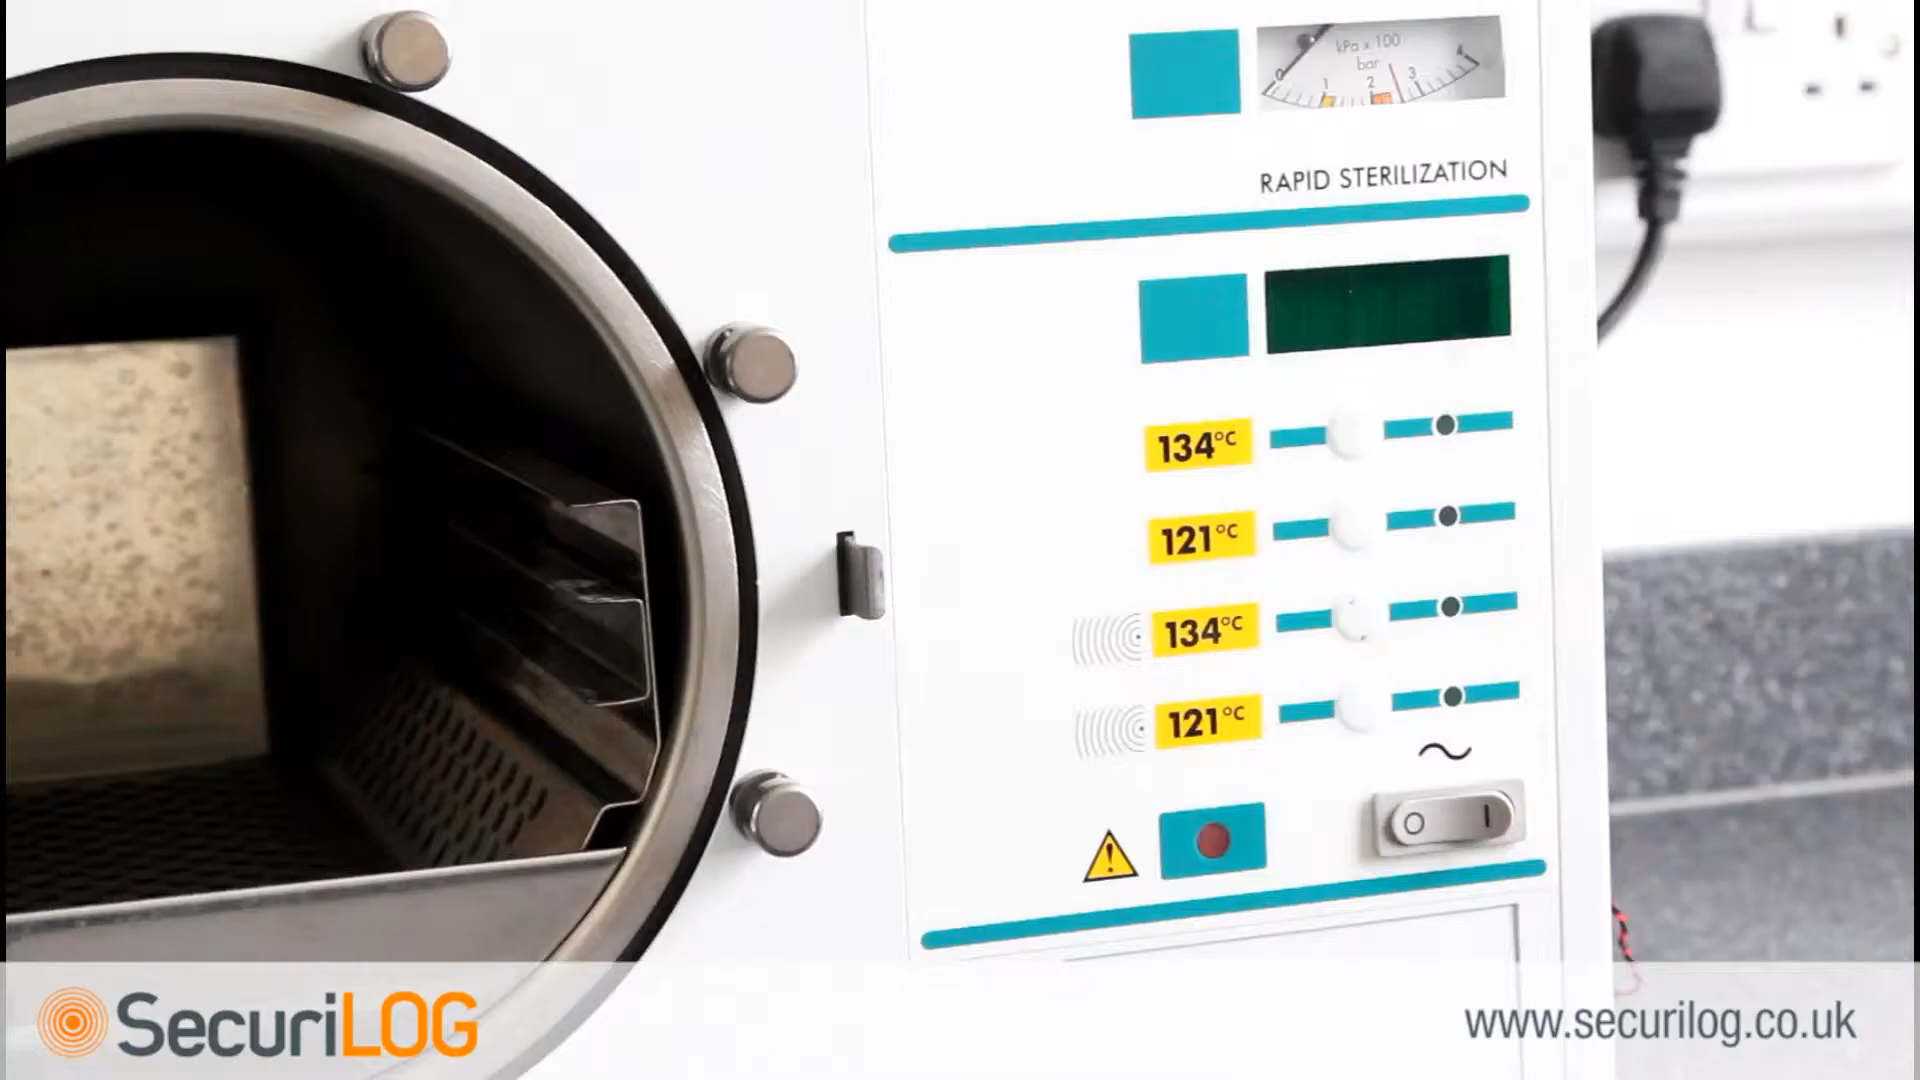 kPa x 100
bar
0 1 2 3 4
RAPID STERILIZATION
134°C
121°C
134°C
121°C
SecuriLOG
www.securilog.co.uk